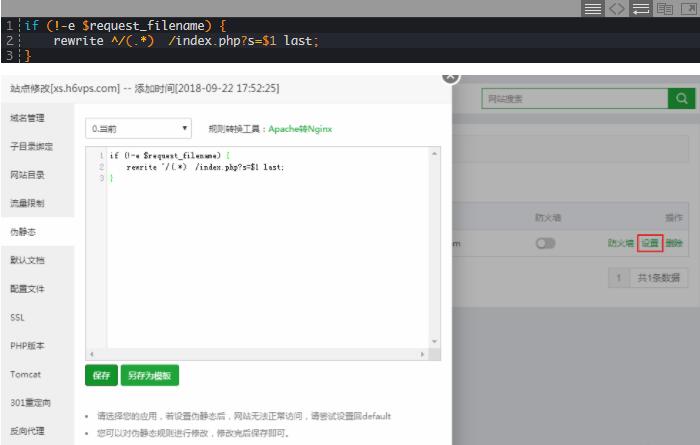 1 if (!-e $request_filename) {
2 rewrite ^/(.*)  /index.php?s=$1 last;
3 }
站点修改[xs.h6vps.com] -- 添加时间[2018-09-22 17:52:25]
网站搜索
域名管理
0.当前
规则转换工具：Apache转Nginx
子目录绑定
1 if (!-e $request_filename) {
2 rewrite ^/(.*)  /index.php?s=$1 last;
3 }
网站目录
流量限制
防火墙 操作
伪静态
om 防火墙 设置 删除
默认文档
1 共1条数据
配置文件
SSL
PHP版本
Tomcat
保存 另存为模板
301重定向
请选择您的应用，若设置伪静态后，网站无法正常访问，请尝试设置回default
反向代理
您可以对伪静态规则进行修改，修改完后保存即可。